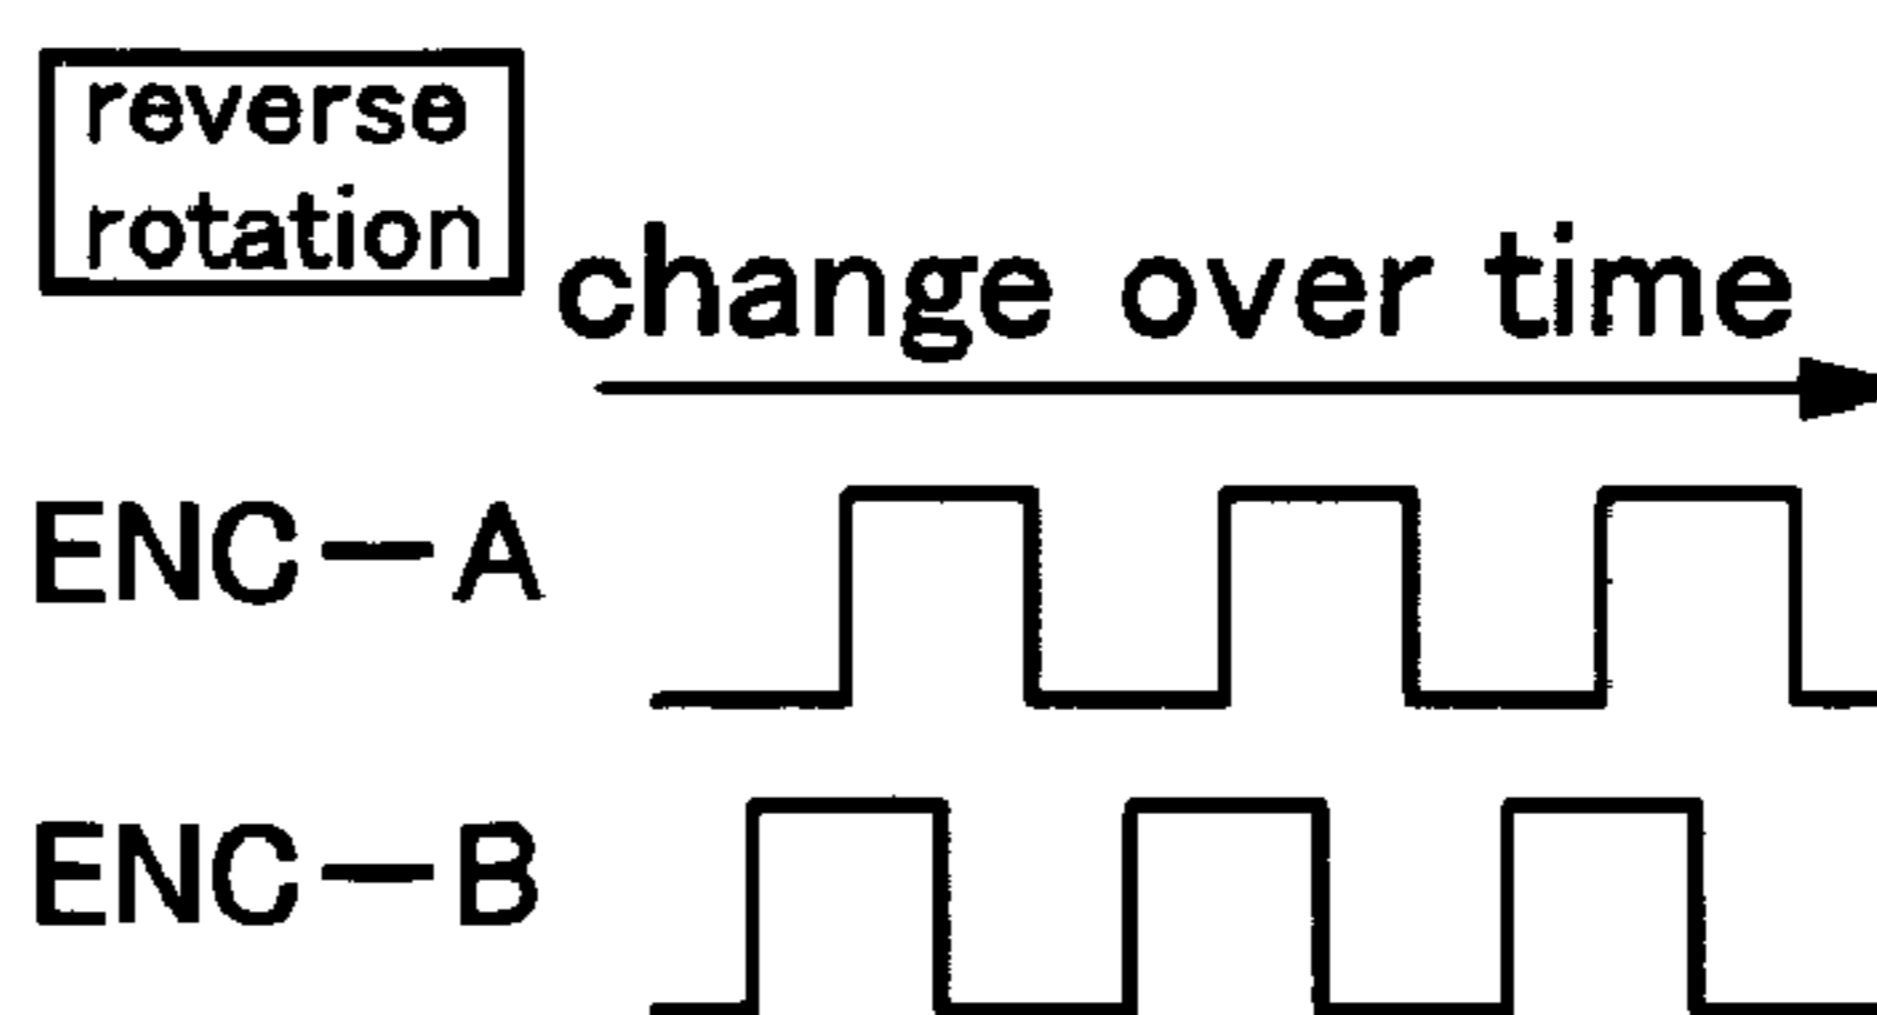 reverse
rotation
change over time
ENC－A
ENC－B